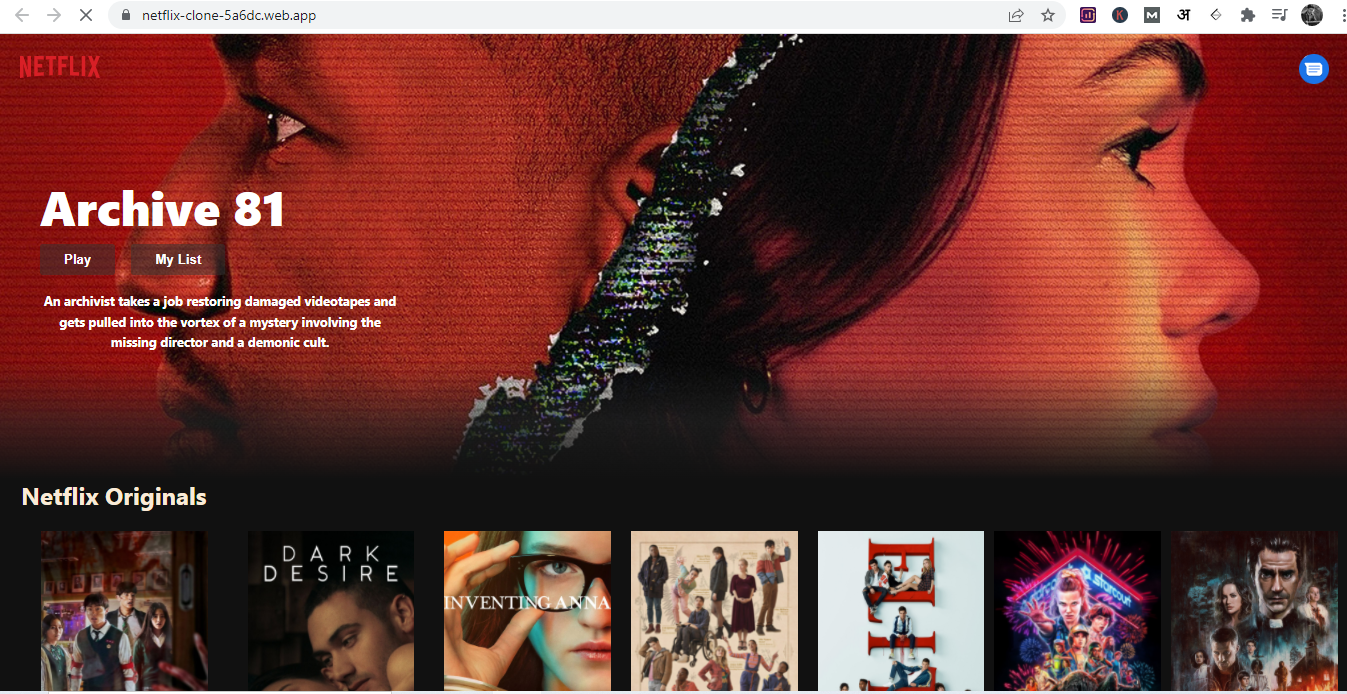 netflix-clone-5a6dc.web.app
NETFLIX
Archive 81
Play
My List
An archivist takes a job restoring damaged videotapes and
gets pulled into the vortex of a mystery involving the
missing director and a demonic cult.
Netflix Originals
DARK
DESIRE
INVENTING ANNA
starcourt